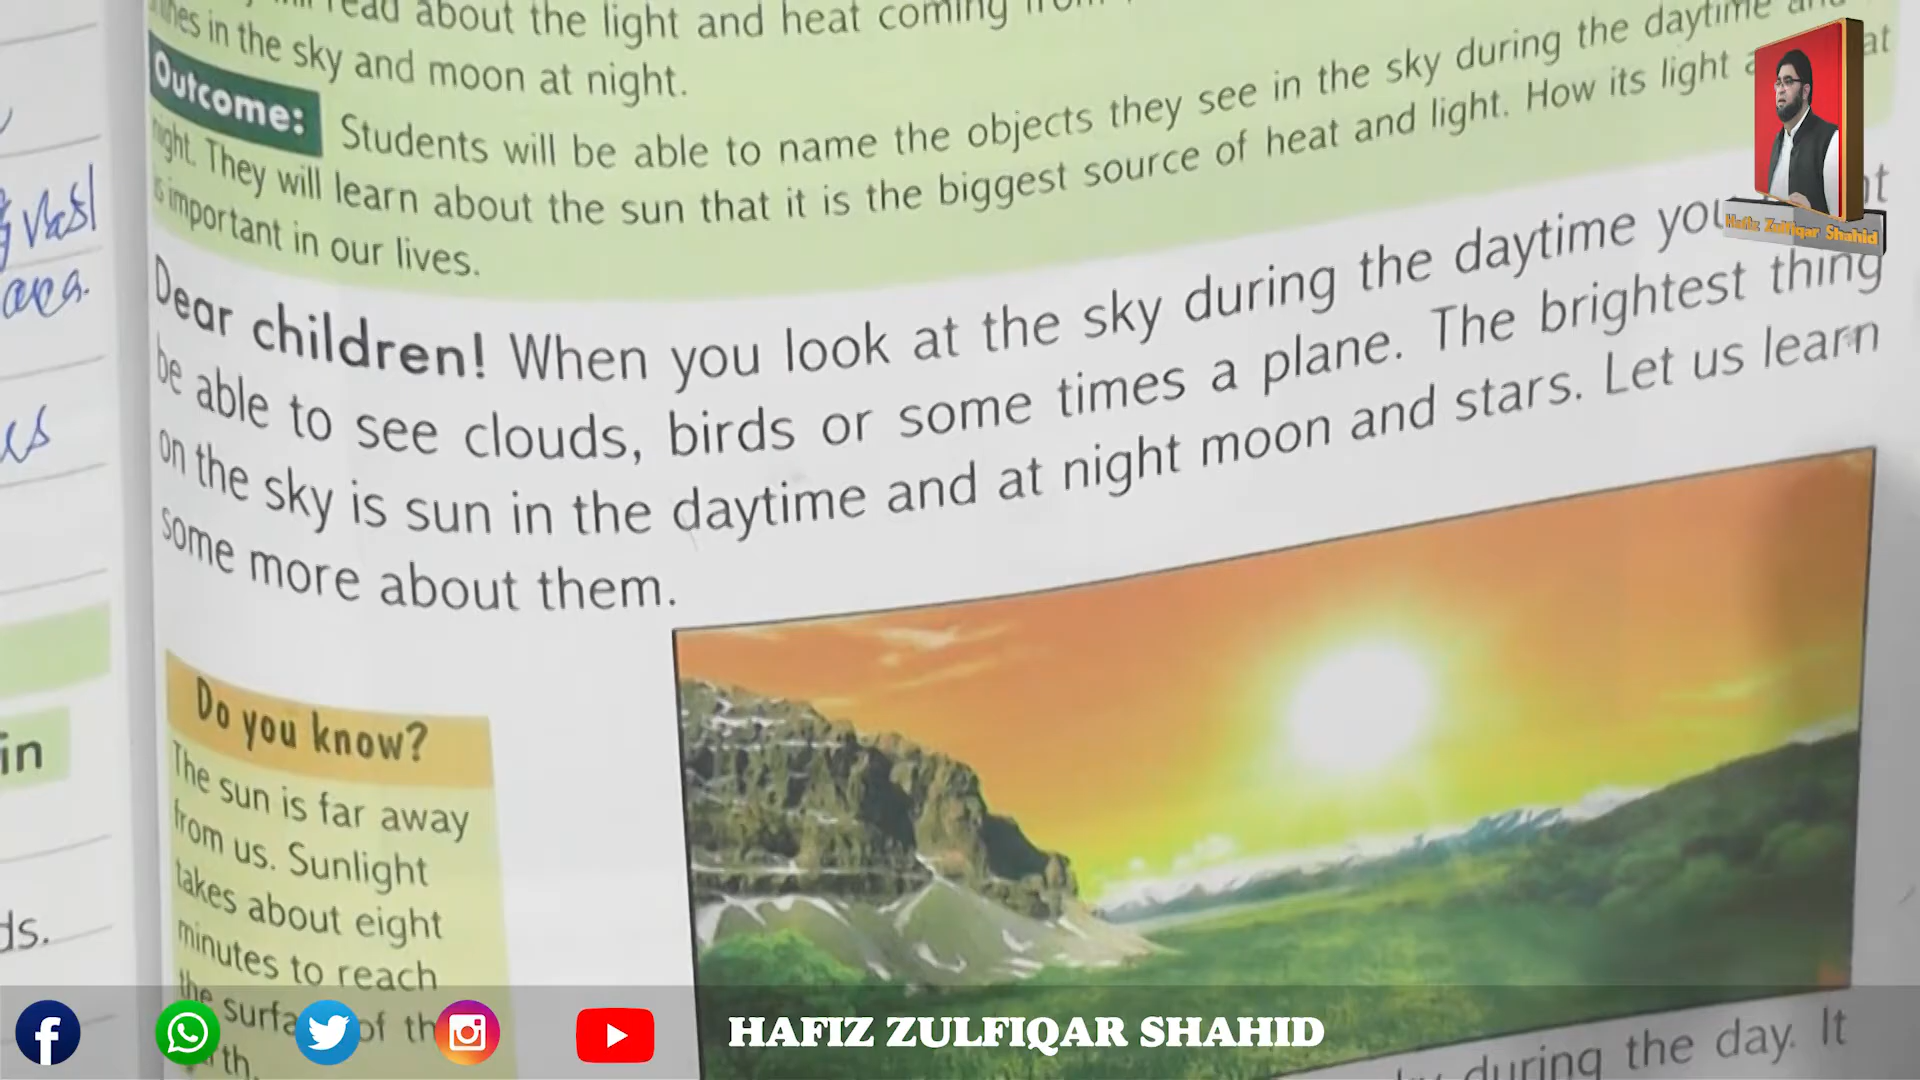 read about the light and heat coming
in the sky and moon at night.
Outcome: Students will be able to name the objects they see in the sky during the daytime and
night. They will learn about the sun that it is the biggest source of heat and light. How its light
is important in our lives.
Dear children! When you look at the sky during the daytime you
be able to see clouds, birds or some times a plane. The brightest thing
on the sky is sun in the daytime and at night moon and stars. Let us learn
some more about them.
Do you know?
The sun is far away
from us. Sunlight
takes about eight
minutes to reach
the of
during the day. It
area.
in
Hafiz Zulfiqar Shahid
HAFIZ ZULFIQAR SHAHID